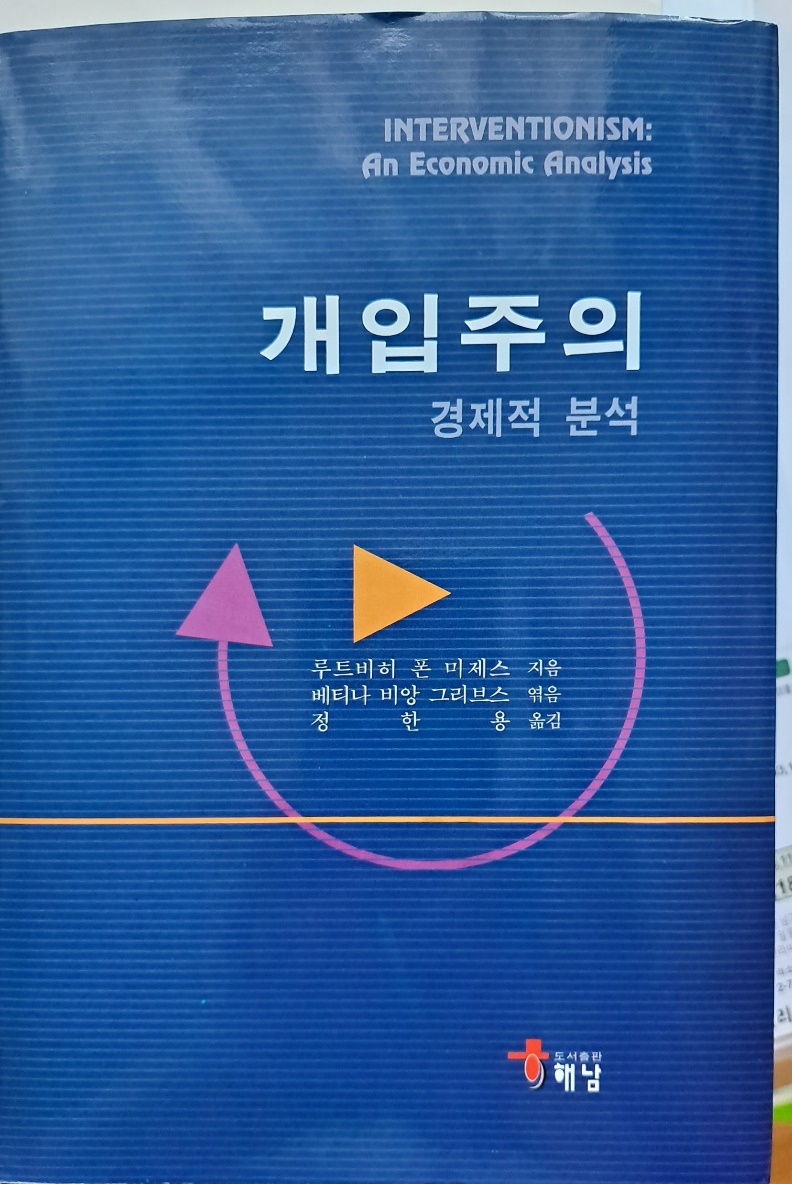 INTERVENTIONISM:
An Economic Analysis
개입주의
경제적 분석
루트비히 폰 미제스 지음
베티나 비앙 그리브스 엮음
정 한 용 옮김
도서출판
해남